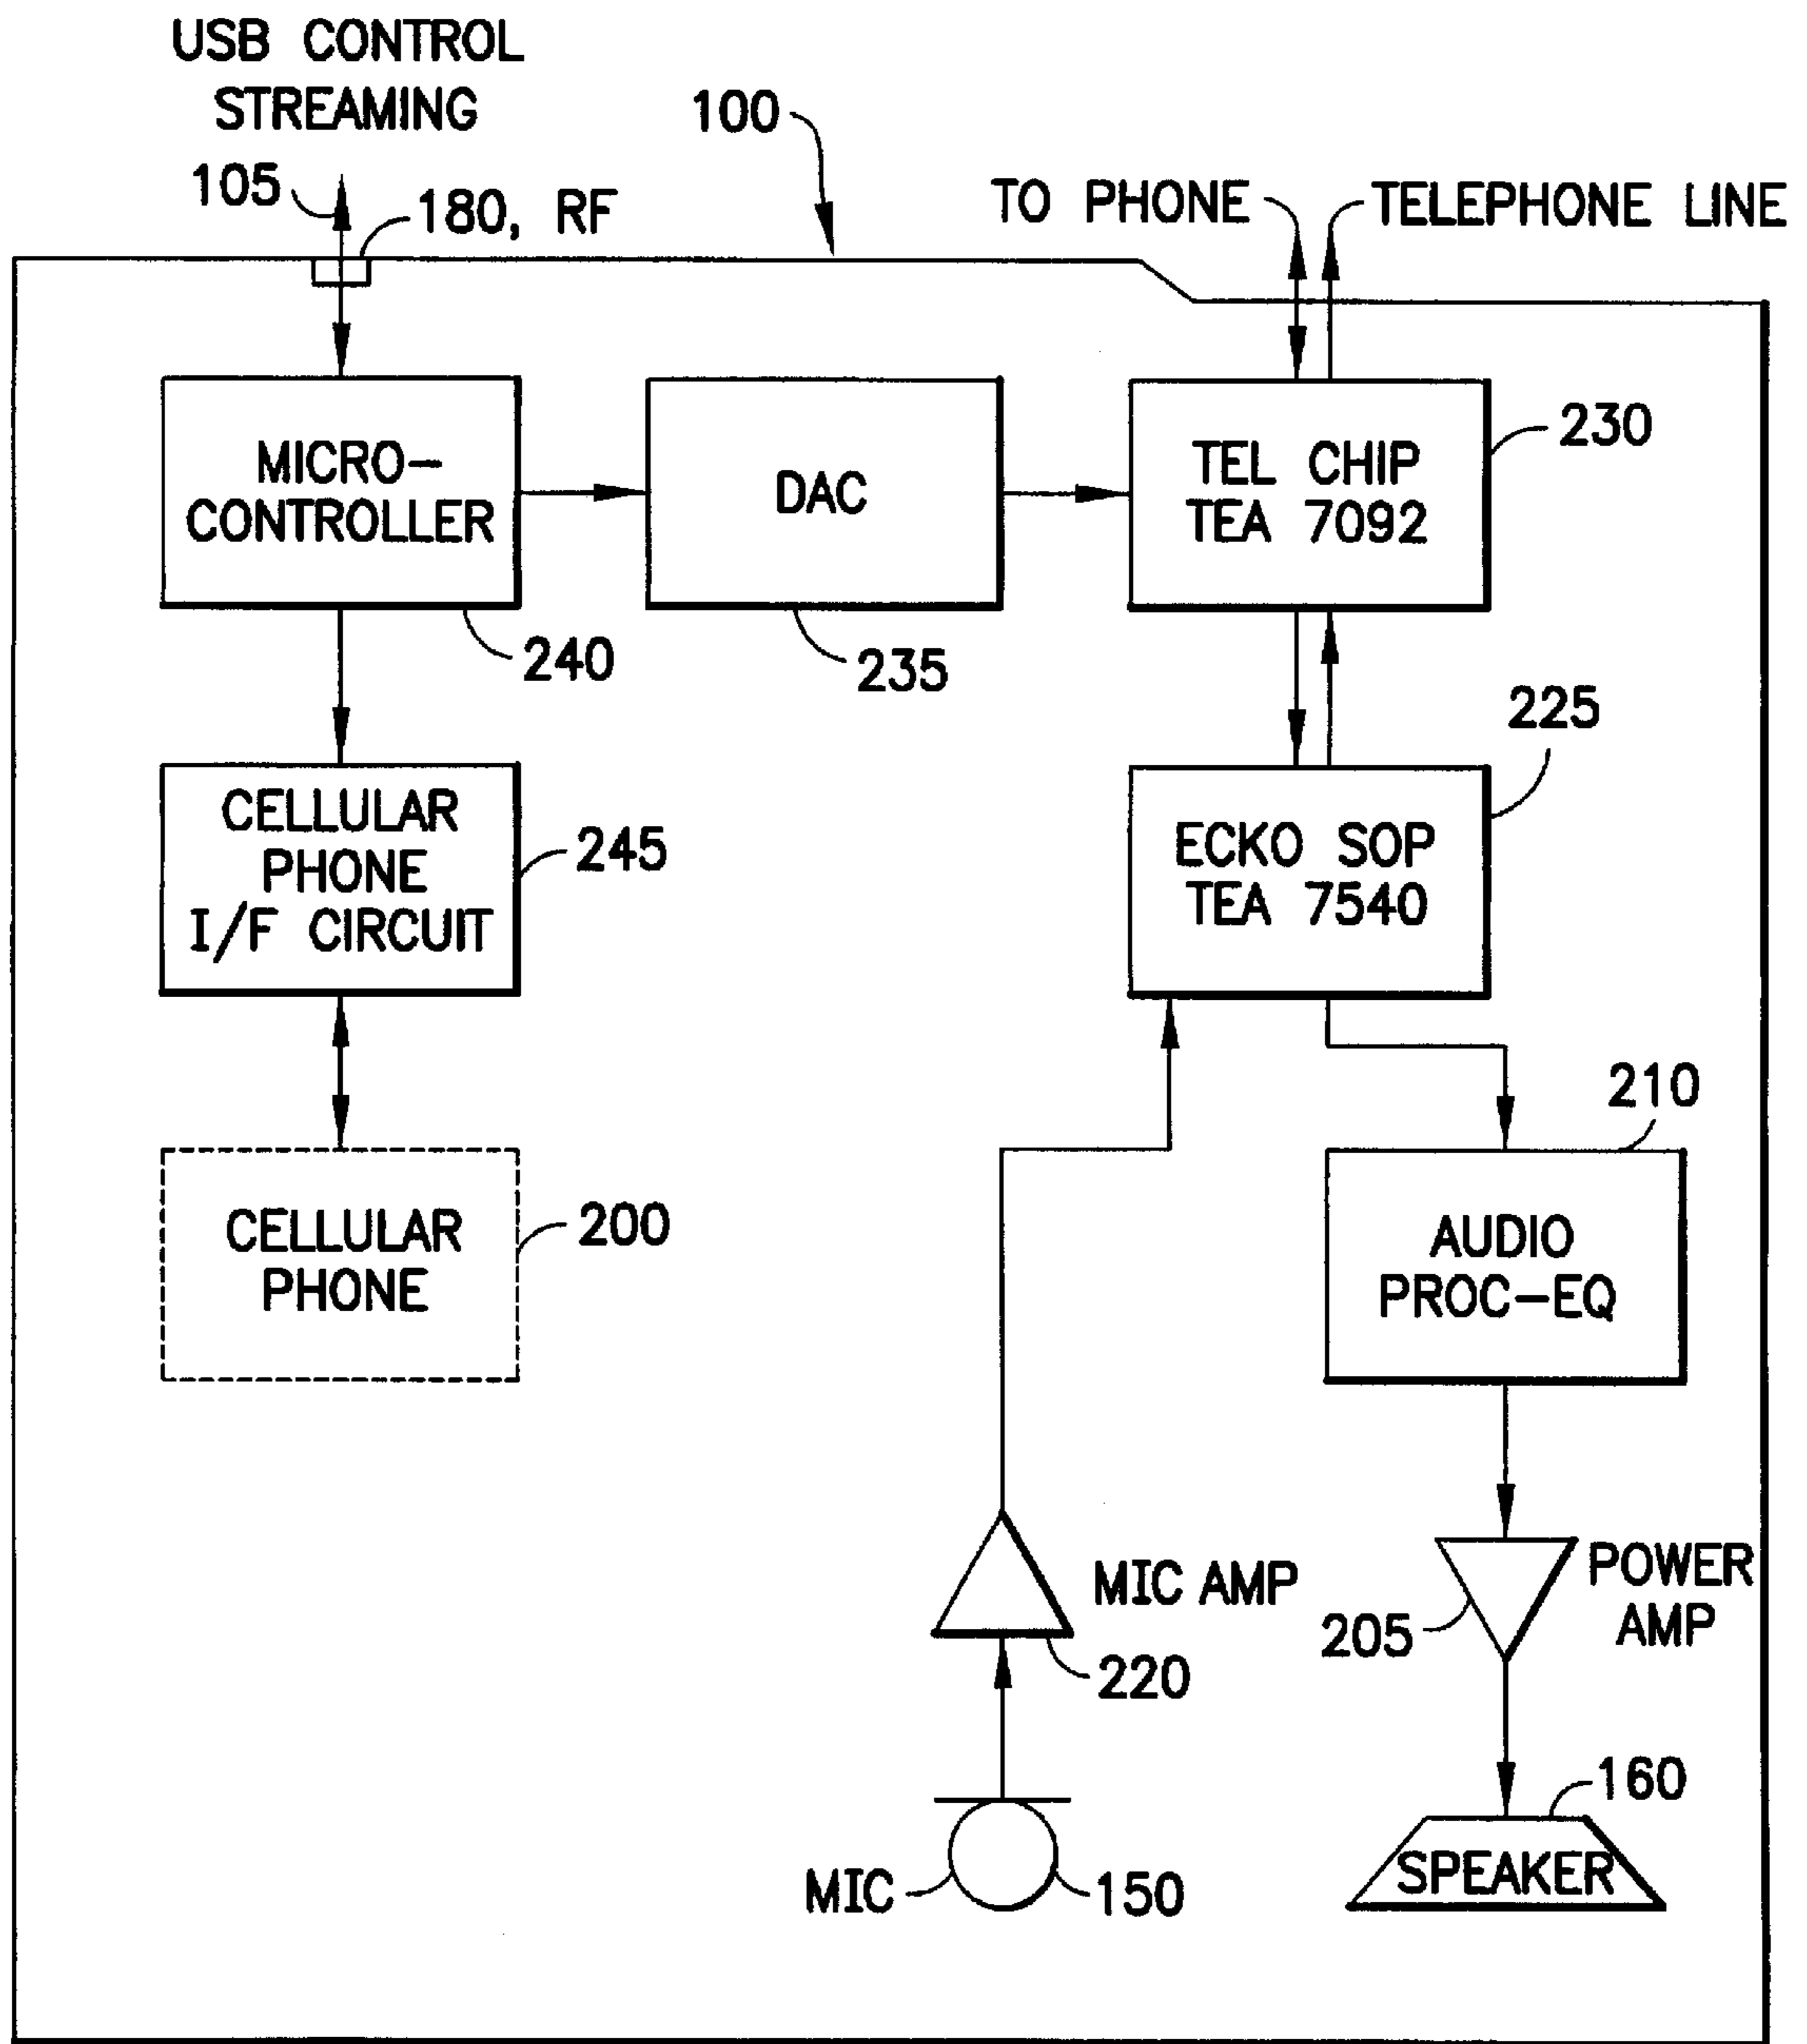 USB CONTROL
STREAMING
100
105
180, RF
TO PHONE
TELEPHONE LINE
MICRO-
CONTROLLER
DAC
TEL CHIP
TEA 7092
230
240
235
225
CELLULAR
PHONE
I/F CIRCUIT
245
ECKO SOP
TEA 7540
210
CELLULAR
PHONE
200
AUDIO
PROC-EQ
MIC AMP
220
POWER
AMP
205
160
SPEAKER
MIC
150